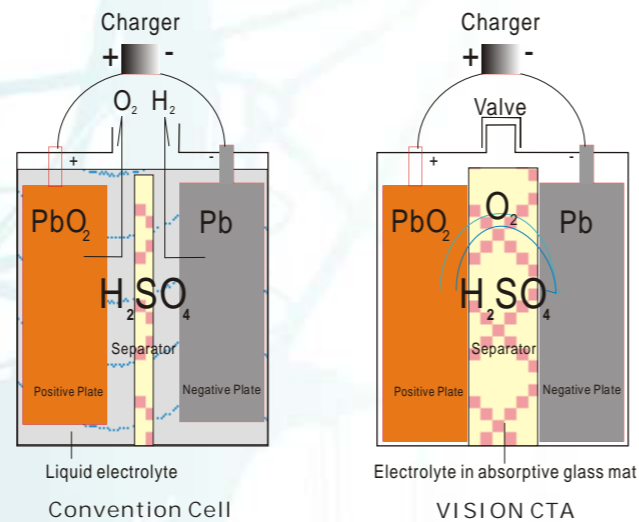 Charger
+ -
O₂ H₂
+ -
PbO₂ Pb
H₂SO₄
Separator
Positive Plate Negative Plate
Liquid electrolyte
Convention Cell
Charger
+ -
Valve
+ -
PbO₂ O₂ Pb
H₂SO₄
Separator
Positive Plate Negative Plate
Electrolyte in absorptive glass mat
VISION CTA